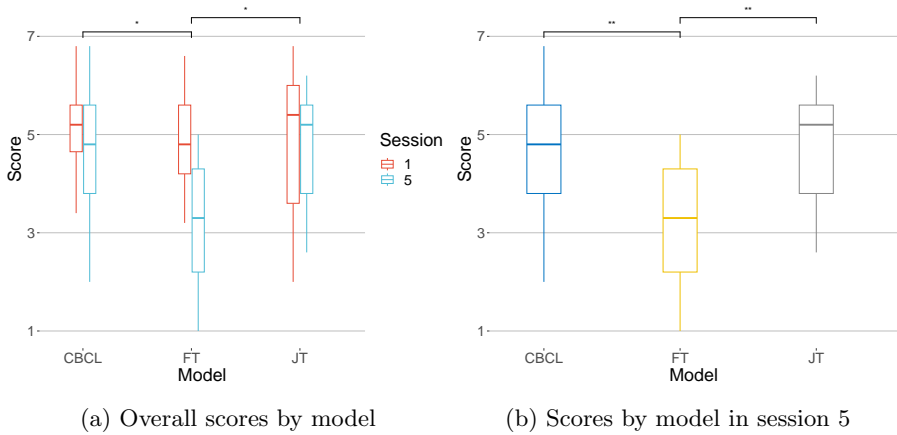 *
*
7
5
3
1
Score
CBCL
FT
JT
Model
Session
1
5
(a) Overall scores by model
**
**
7
5
3
1
Score
CBCL
FT
JT
Model
(b) Scores by model in session 5